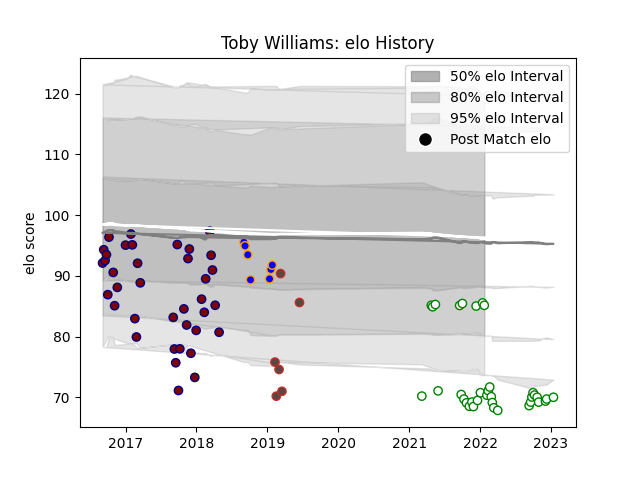 Toby Williams: elo History
50% elo Interval
80% elo Interval
95% elo Interval
Post Match elo
elo score
120
110
100
90
80
70
2017
2018
2019
2020
2021
2022
2023